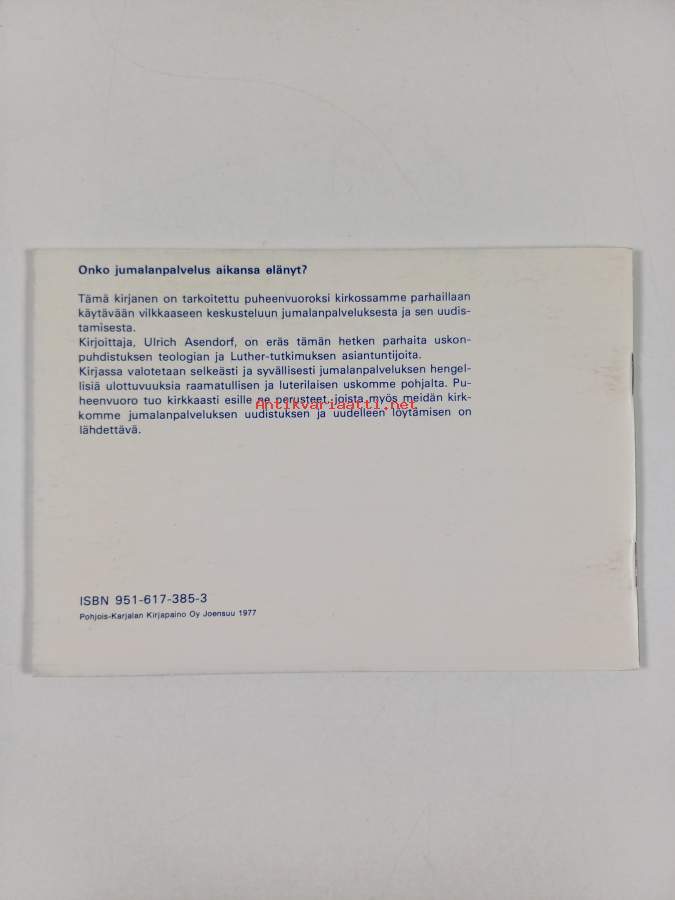 Onko jumalanpalvelus aikansa elänyt?
Tämä kirjanen on tarkoitettu puheenvuoroksi kirkossamme parhaillaan
käytävään vilkkaaseen keskusteluun jumalanpalveluksesta ja sen uudis-
tamisesta.
Kirjoittaja, Ulrich Asendorf, on eräs tämän hetken parhaita uskon-
puhdistuksen teologian ja Luther-tutkimuksen asiantuntijoita.
Kirjassa valotetaan selkeästi ja syvällisesti jumalanpalveluksen hengel-
lisiä ulottuvuuksia raamatullisen ja luterilaisen uskomme pohjalta. Pu-
heenvuoro tuo kirkkaasti esille ne perusteet, joista myös meidän kirk-
Antikvariaatti.net
komme jumalanpalveluksen uudistuksen ja uudelleen löytämisen on
lähdettävä.
ISBN 951-617-385-3
Pohjois-Karjalan Kirjapaino Oy Joensuu 1977